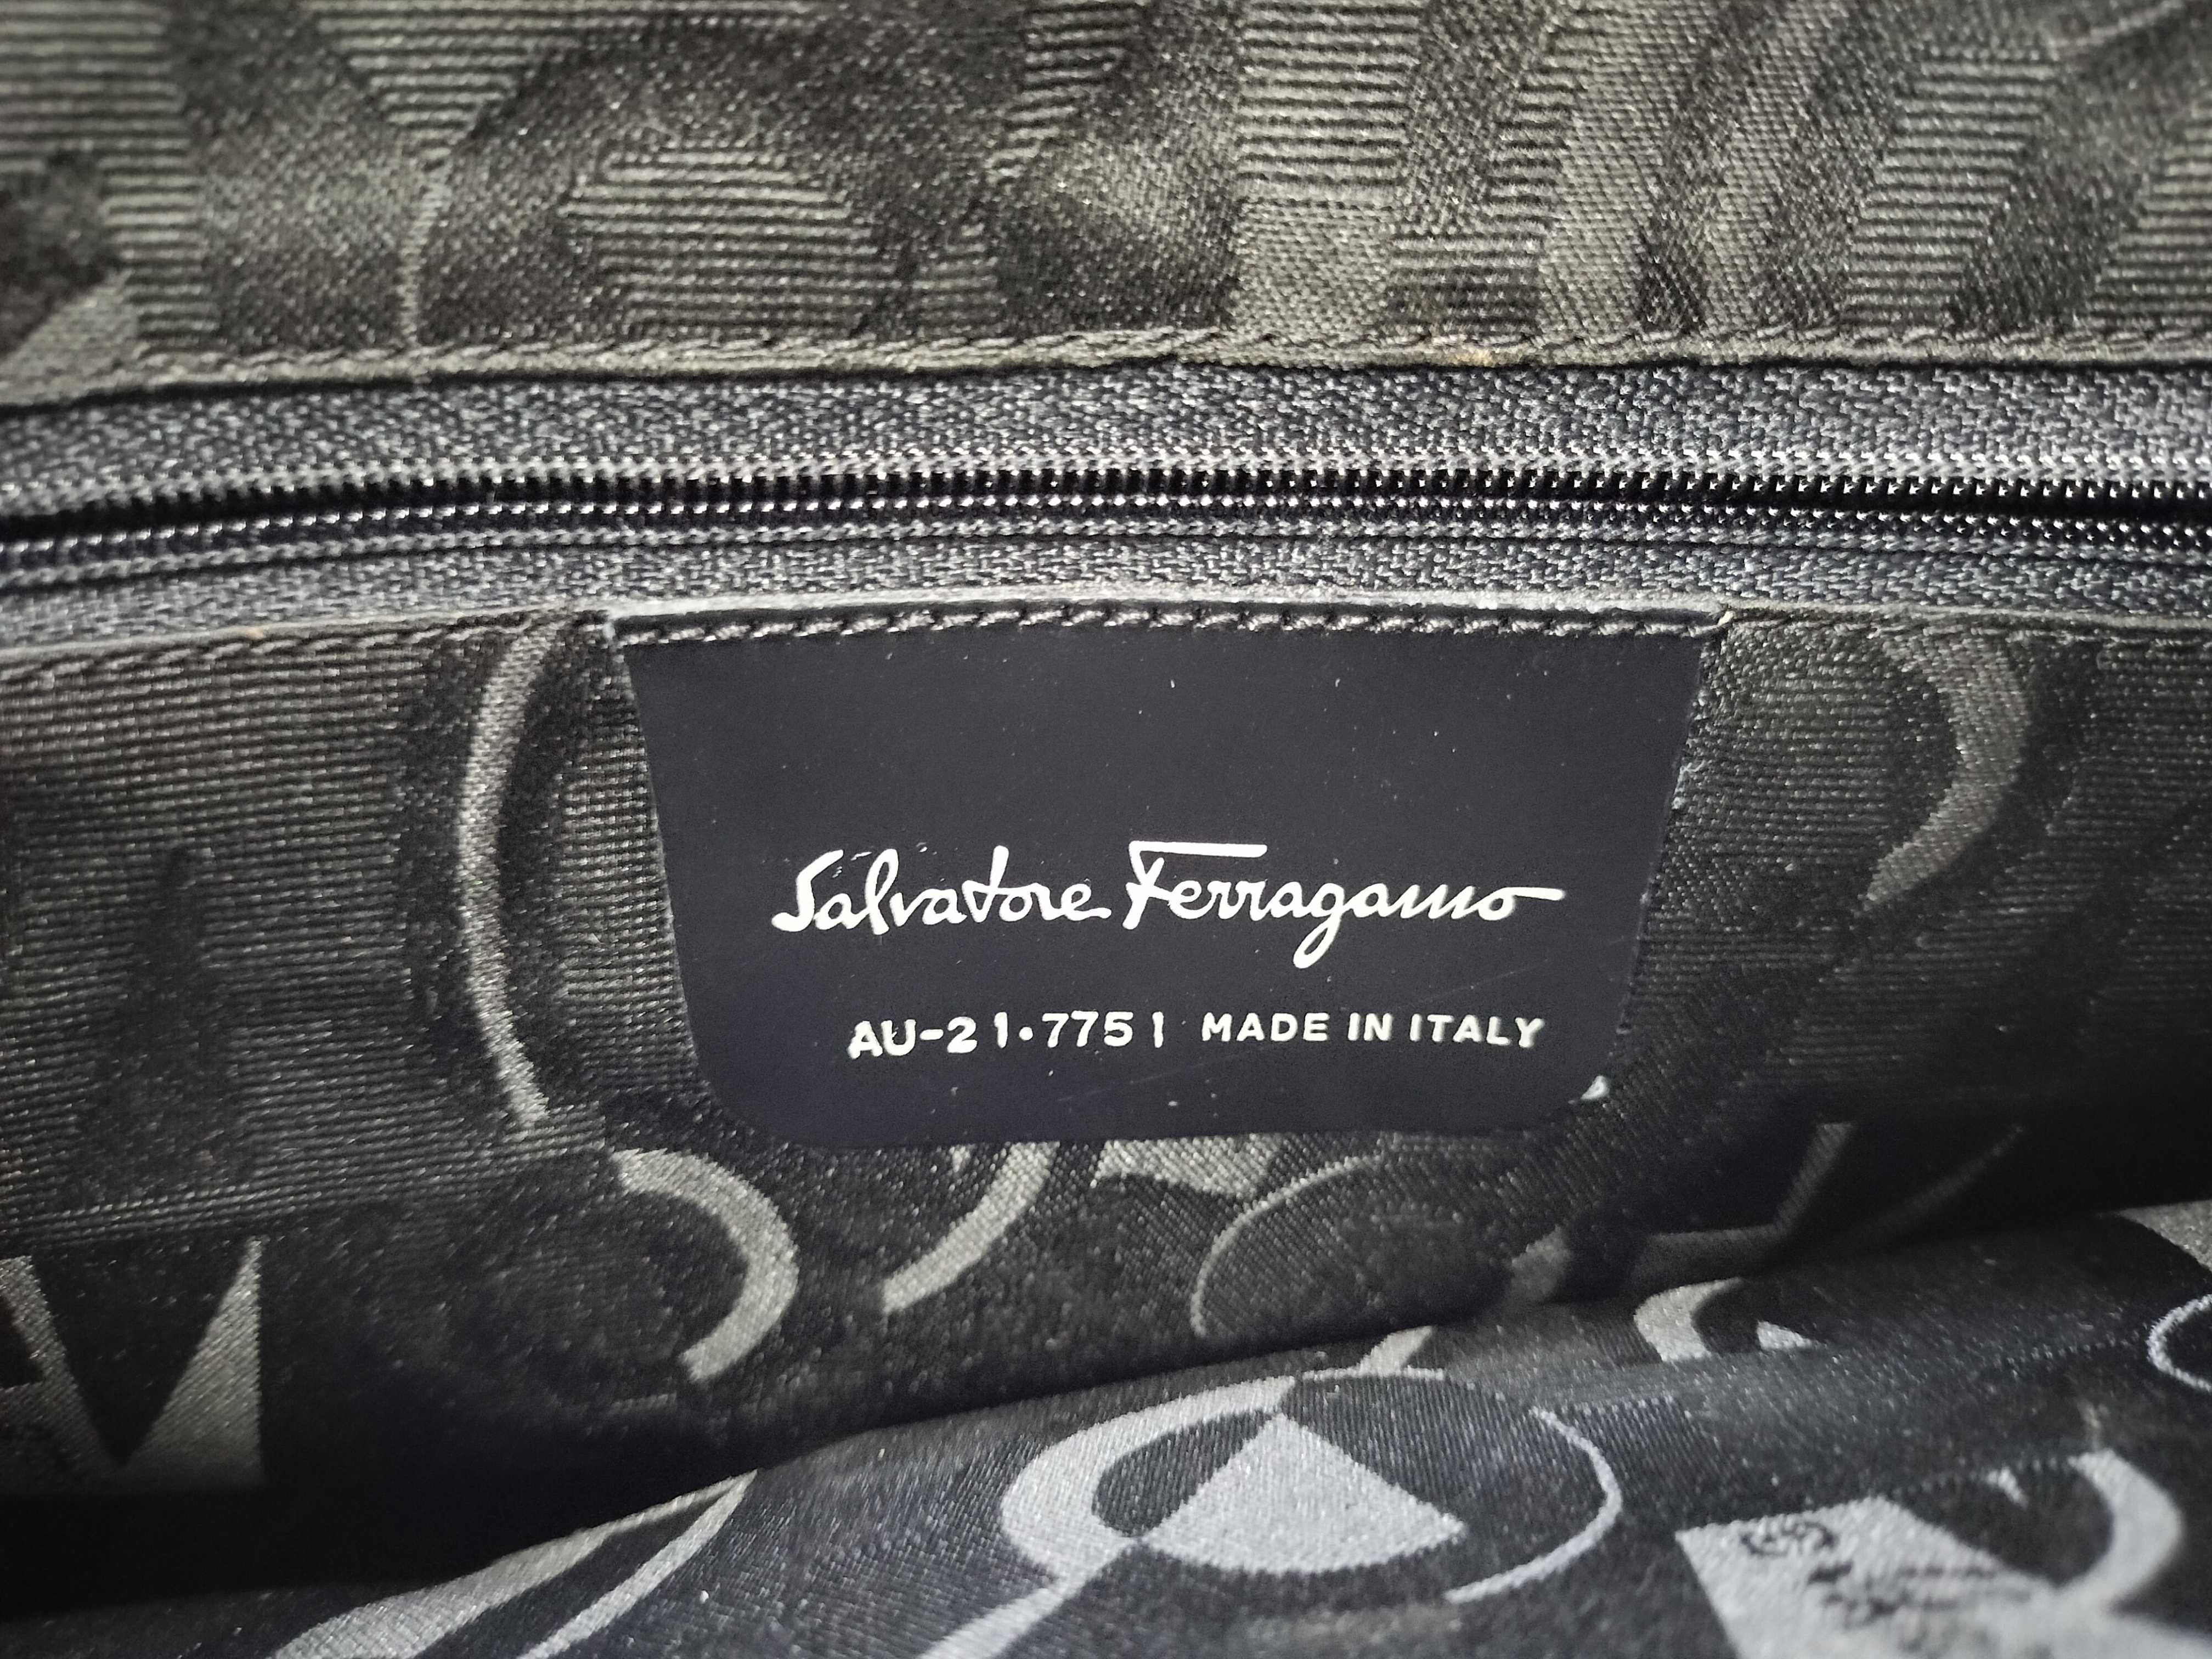 Salvatore Ferragamo
AU-21·7751 MADE IN ITALY